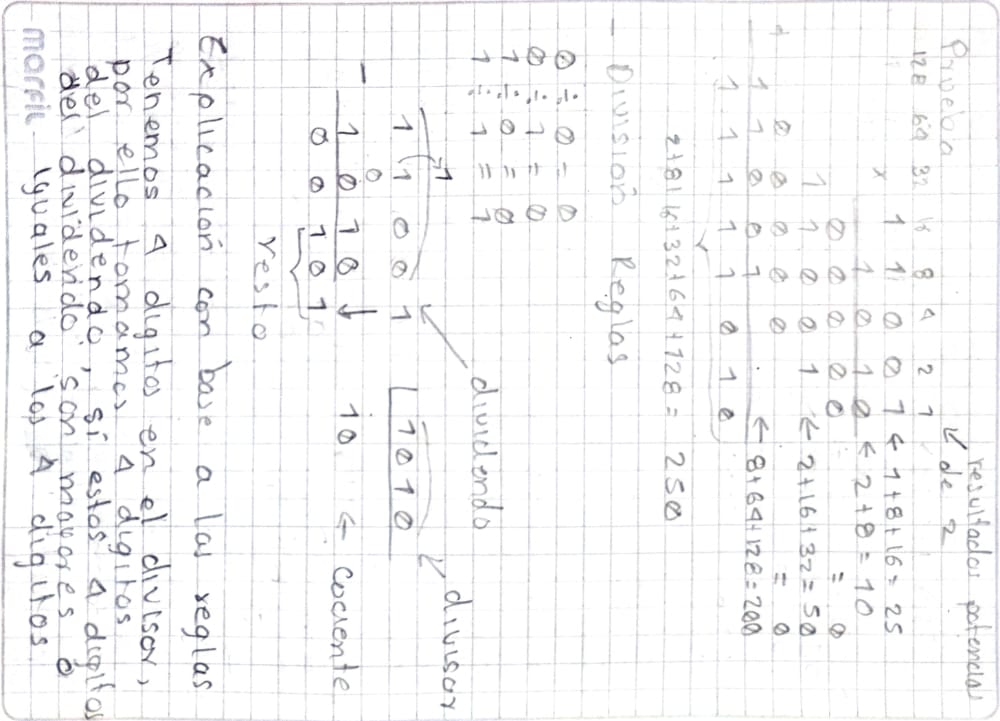 Prueba
resultados potencias
de 2
128 64 32 16 8 4 2 1
1 1 0 0 1 ← 1+8+16 = 25
x 1 0 1 0 ← 2+8 = 10
0 0 0 0 0 = 0
1 1 0 0 1 ← 2+16+32 = 50
0 0 0 0 0 = 0
+ 1 1 0 0 1 ← 8+64+128 = 200
1 1 1 1 1 0 1 0
2+8+16+32+64+128 = 250
- División Reglas
0 ÷ 0 = 0
0 ÷ 1 = 0
1 ÷ 0 = 0
1 ÷ 1 = 1
dividendo
divisor
1 1 0 0 1 1010
- 1 0 1 0 ↓ 10 ← cociente
0 0 1 0 1
resto
Explicación con base a las reglas
Tenemos 4 digitos en el divisor,
por ello tomamos 4 digitos
del dividendo, si estos 4 digitos
del dividendo, son mayores o
marfil iguales a los 4 digitos